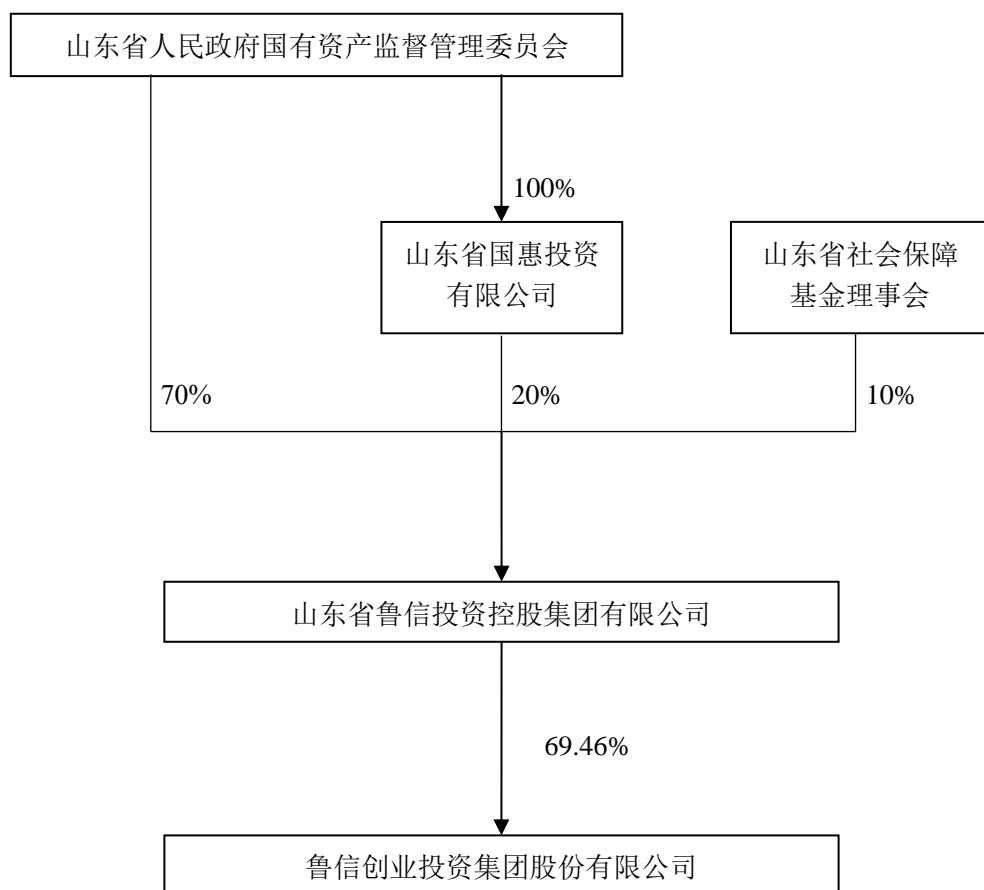 山东省人民政府国有资产监督管理委员会
100%
山东省国惠投资
有限公司
山东省社会保障
基金理事会
70%
20%
10%
山东省鲁信投资控股集团有限公司
69.46%
鲁信创业投资集团股份有限公司